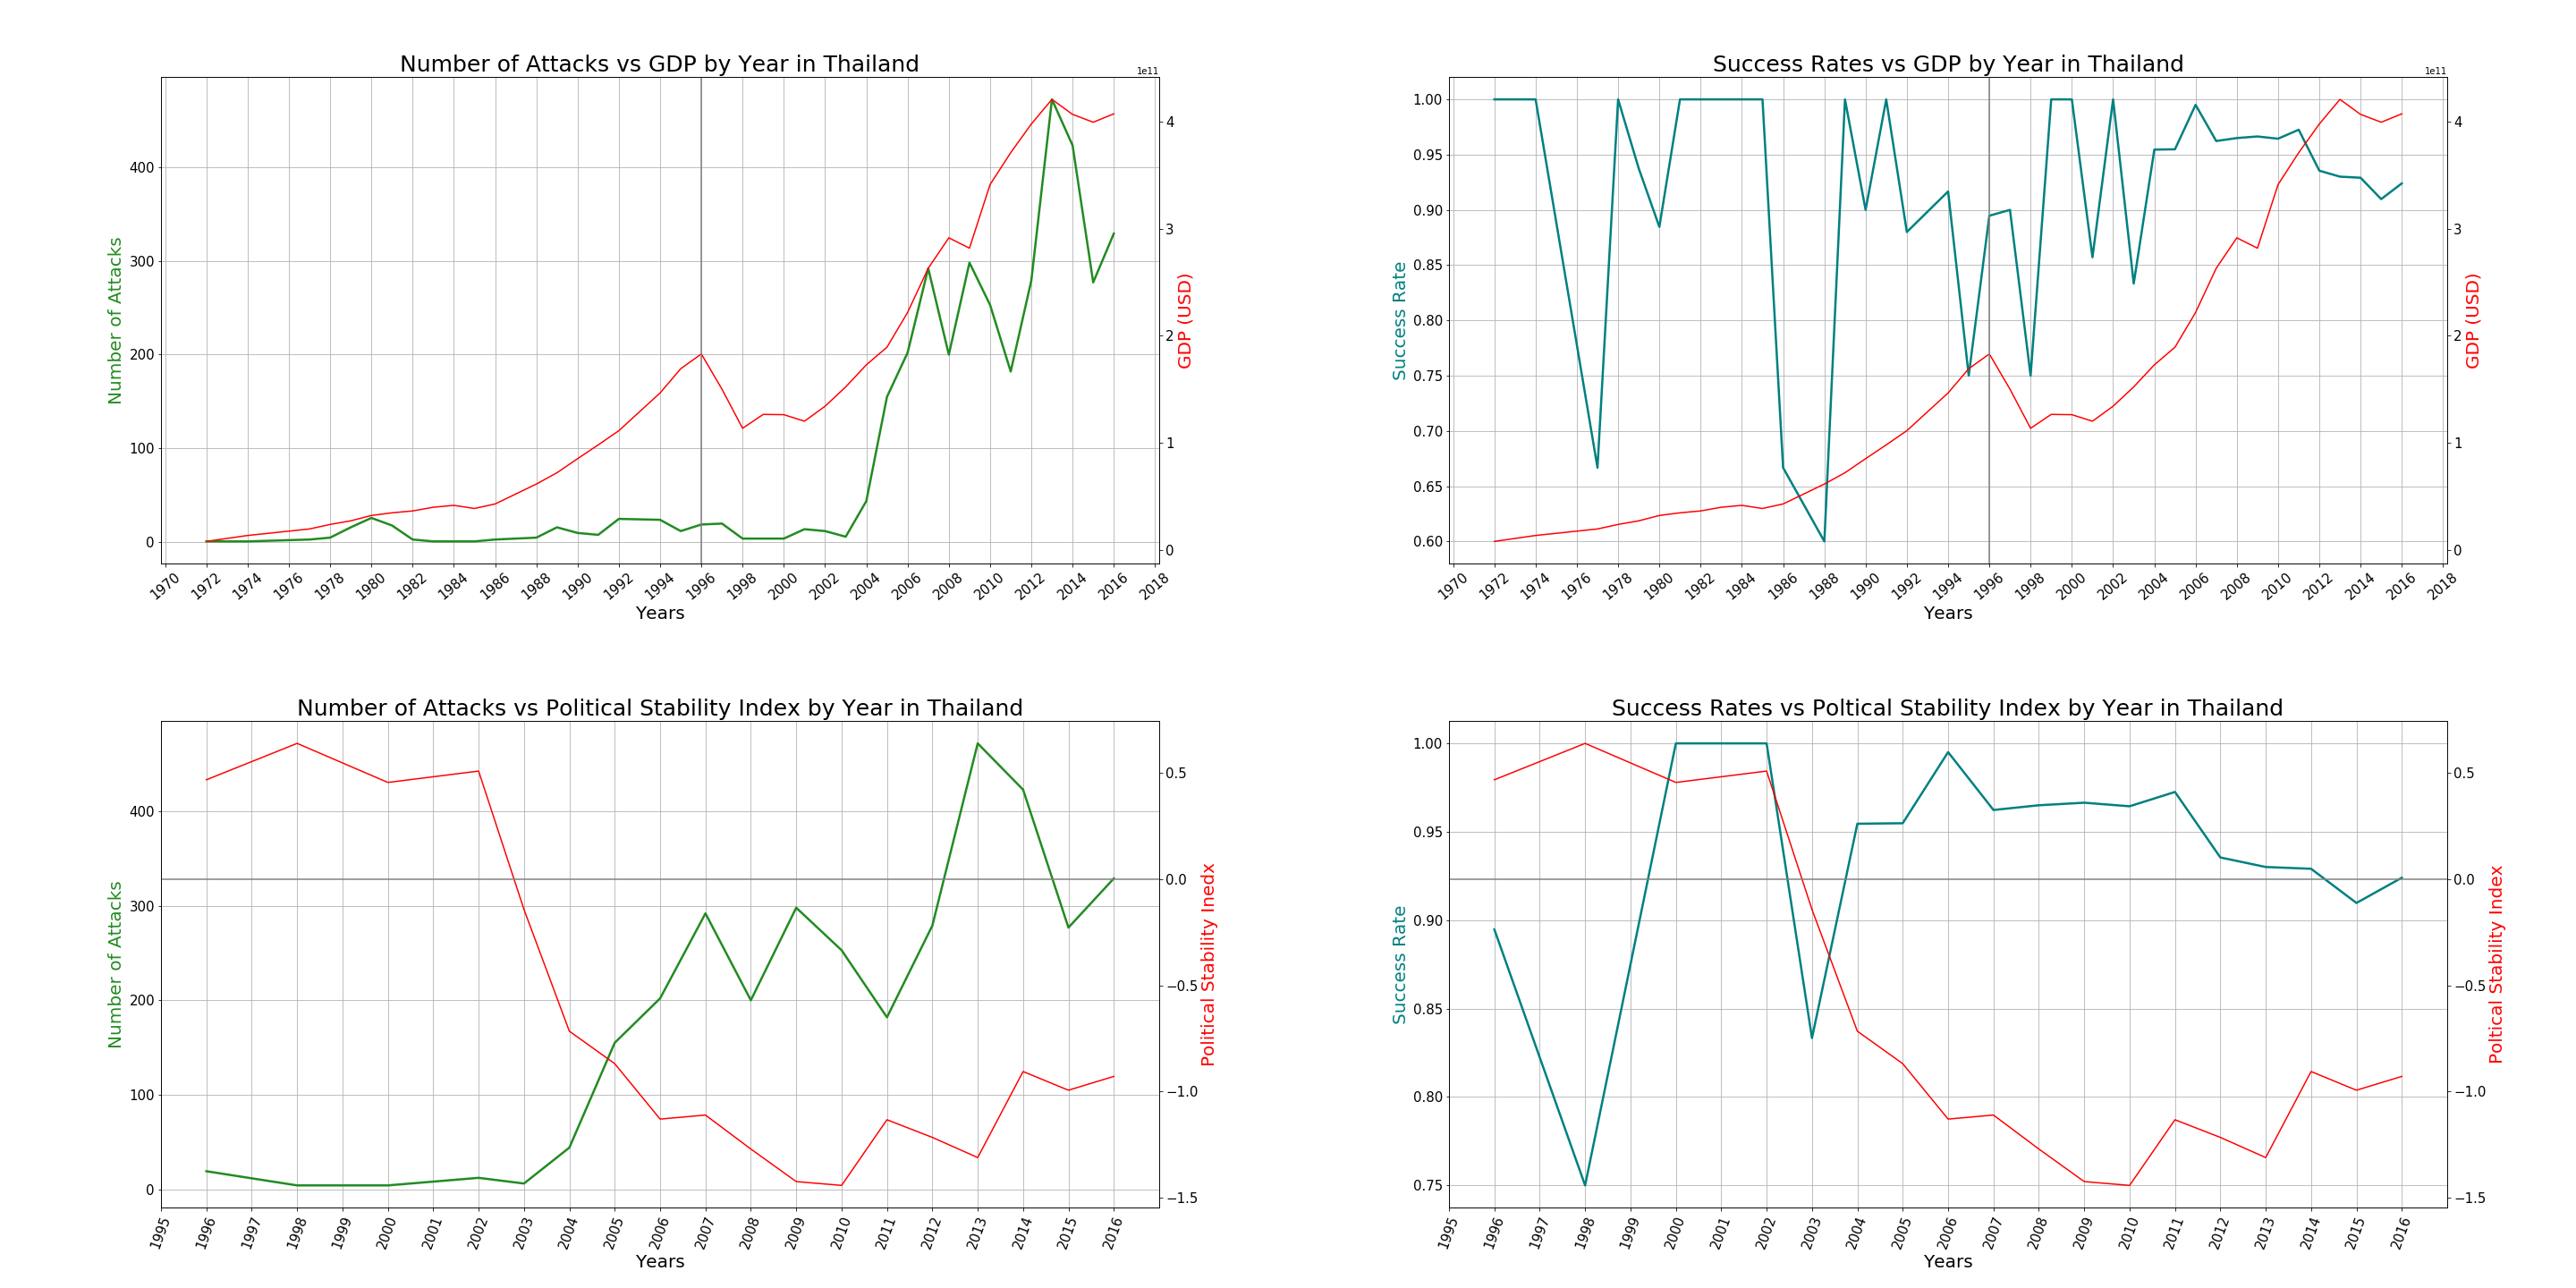 Number of Attacks vs GDP by Year in Thailand
1e11
Number of Attacks
400
300
200
100
0
4
3
2
1
0
GDP (USD)
1970 1972 1974 1976 1978 1980 1982 1984 1986 1988 1990 1992 1994 1996 1998 2000 2002 2004 2006 2008 2010 2012 2014 2016 2018
Years
Success Rates vs GDP by Year in Thailand
1e11
Success Rate
1.00
0.95
0.90
0.85
0.80
0.75
0.70
0.65
0.60
4
3
2
1
0
GDP (USD)
1970 1972 1974 1976 1978 1980 1982 1984 1986 1988 1990 1992 1994 1996 1998 2000 2002 2004 2006 2008 2010 2012 2014 2016 2018
Years
Number of Attacks vs Political Stability Index by Year in Thailand
Number of Attacks
400
300
200
100
0
0.5
0.0
−0.5
−1.0
−1.5
Political Stability Inedx
1995 1996 1997 1998 1999 2000 2001 2002 2003 2004 2005 2006 2007 2008 2009 2010 2011 2012 2013 2014 2015 2016
Years
Success Rates vs Poltical Stability Index by Year in Thailand
Success Rate
1.00
0.95
0.90
0.85
0.80
0.75
0.5
0.0
−0.5
−1.0
−1.5
Poltical Stability Index
1995 1996 1997 1998 1999 2000 2001 2002 2003 2004 2005 2006 2007 2008 2009 2010 2011 2012 2013 2014 2015 2016
Years